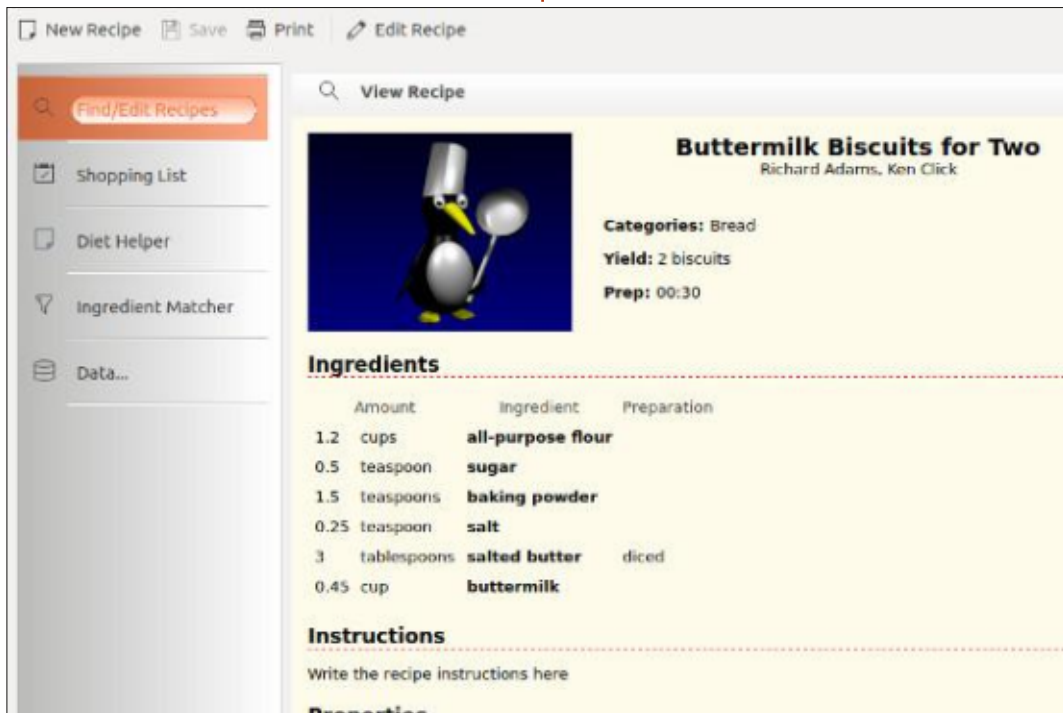 New Recipe Save Print Edit Recipe
Find/Edit Recipes
Shopping List
Diet Helper
Ingredient Matcher
Data...
View Recipe
Buttermilk Biscuits for Two
Richard Adams, Ken Click
Categories: Bread
Yield: 2 biscuits
Prep: 00:30
Ingredients
Amount Ingredient Preparation
1.2 cups all-purpose flour
0.5 teaspoon sugar
1.5 teaspoons baking powder
0.25 teaspoon salt
3 tablespoons salted butter diced
0.45 cup buttermilk
Instructions
Write the recipe instructions here
Properties